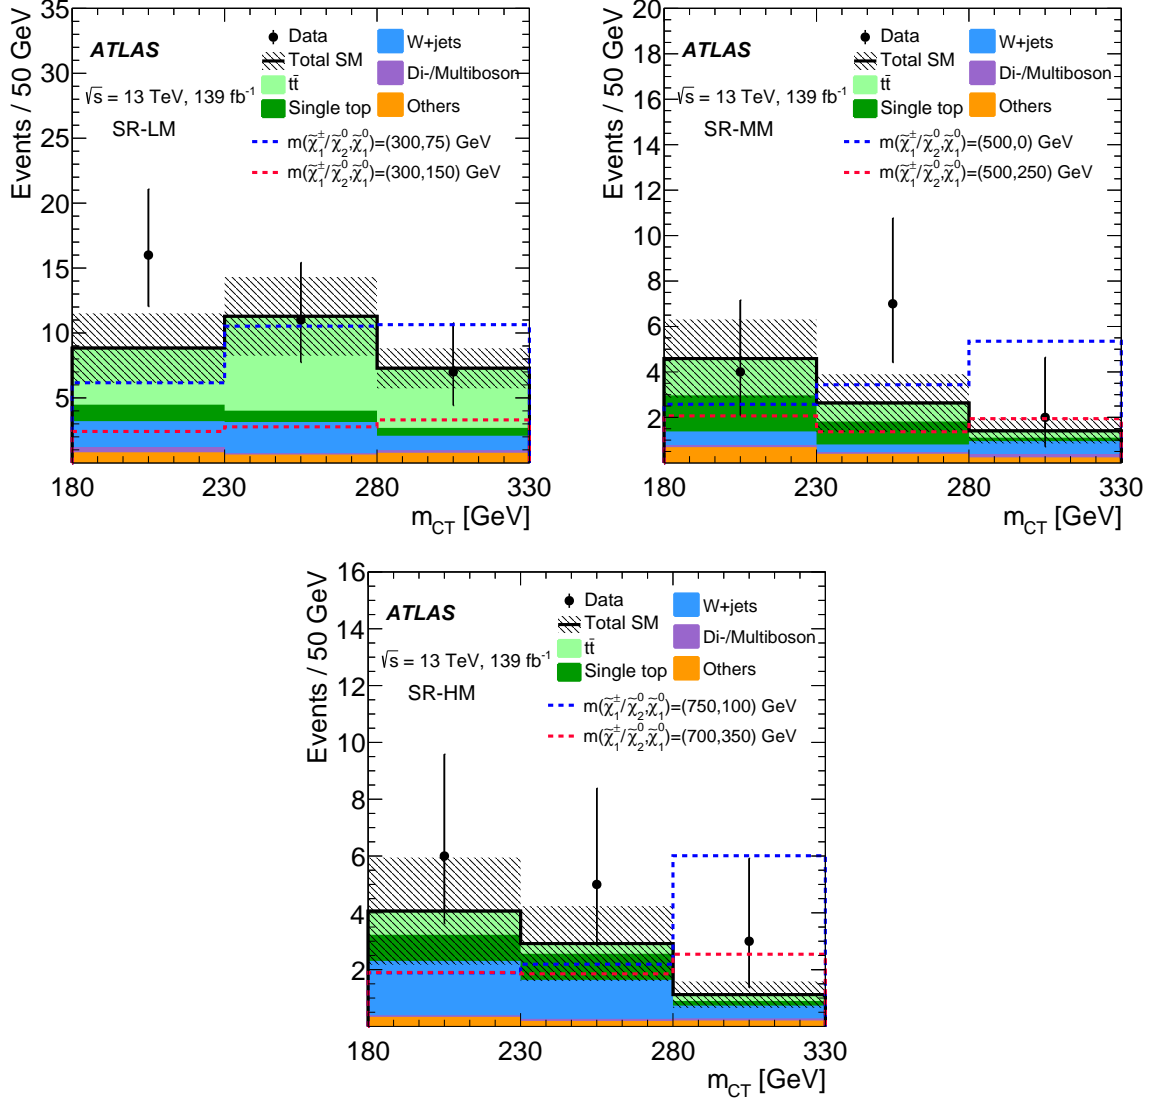 Events / 50 GeV
35
30
25
20
15
10
5
ATLAS
√s = 13 TeV, 139 fb⁻¹
SR-LM
Data
Total SM
tt̄
Single top
W+jets
Di-/Multiboson
Others
m(χ̃₁±/χ̃₂⁰,χ̃₁⁰)=(300,75) GeV
m(χ̃₁±/χ̃₂⁰,χ̃₁⁰)=(300,150) GeV
180 230 280 330
m_CT [GeV]
Events / 50 GeV
20
18
16
14
12
10
8
6
4
2
ATLAS
√s = 13 TeV, 139 fb⁻¹
SR-MM
Data
Total SM
tt̄
Single top
W+jets
Di-/Multiboson
Others
m(χ̃₁±/χ̃₂⁰,χ̃₁⁰)=(500,0) GeV
m(χ̃₁±/χ̃₂⁰,χ̃₁⁰)=(500,250) GeV
180 230 280 330
m_CT [GeV]
Events / 50 GeV
16
14
12
10
8
6
4
2
ATLAS
√s = 13 TeV, 139 fb⁻¹
SR-HM
Data
Total SM
tt̄
Single top
W+jets
Di-/Multiboson
Others
m(χ̃₁±/χ̃₂⁰,χ̃₁⁰)=(750,100) GeV
m(χ̃₁±/χ̃₂⁰,χ̃₁⁰)=(700,350) GeV
180 230 280 330
m_CT [GeV]